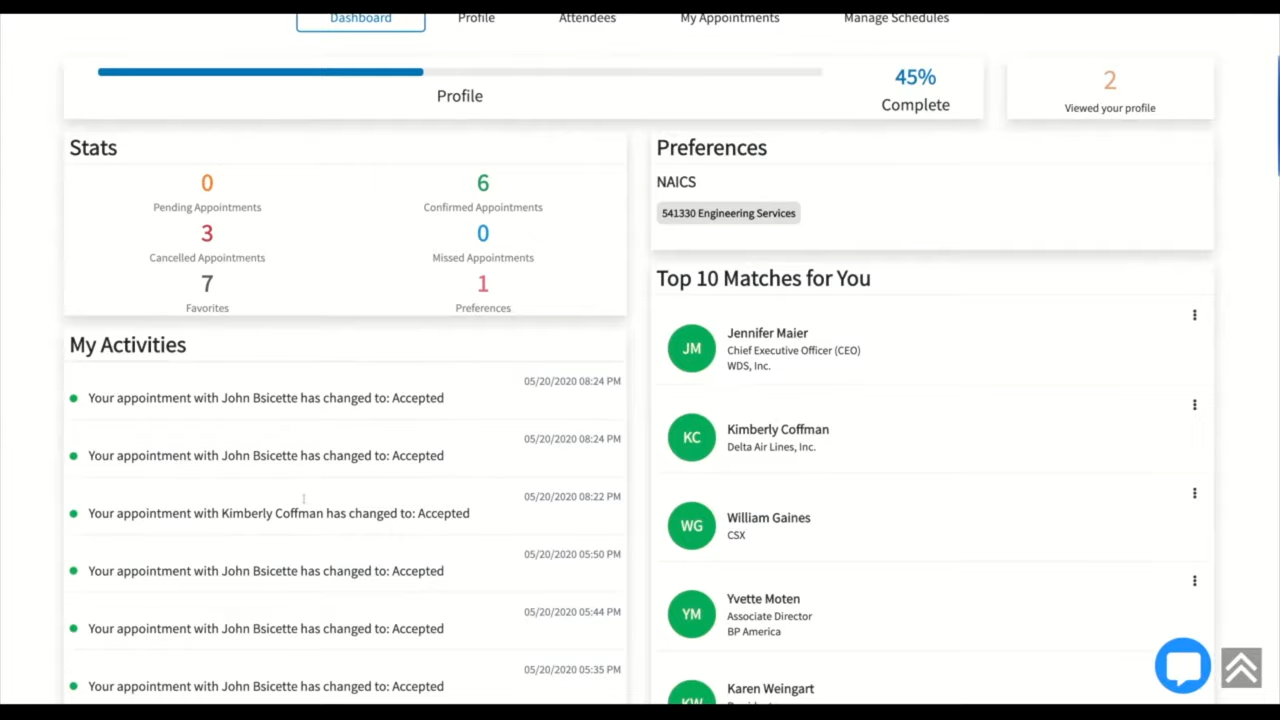 Dashboard
Profile
Attendees
My Appointments
Manage Schedules
Profile
45%
Complete
2
Viewed your profile
Stats
0
Pending Appointments
6
Confirmed Appointments
3
Cancelled Appointments
0
Missed Appointments
7
Favorites
1
Preferences
Preferences
NAICS
541330 Engineering Services
My Activities
05/20/2020 08:24 PM
Your appointment with John Bsicette has changed to: Accepted
05/20/2020 08:24 PM
Your appointment with John Bsicette has changed to: Accepted
05/20/2020 08:22 PM
Your appointment with Kimberly Coffman has changed to: Accepted
05/20/2020 05:50 PM
Your appointment with John Bsicette has changed to: Accepted
05/20/2020 05:44 PM
Your appointment with John Bsicette has changed to: Accepted
05/20/2020 05:35 PM
Your appointment with John Bsicette has changed to: Accepted
Top 10 Matches for You
JM
Jennifer Maier
Chief Executive Officer (CEO)
WDS, Inc.
KC
Kimberly Coffman
Delta Air Lines, Inc.
WG
William Gaines
CSX
YM
Yvette Moten
Associate Director
BP America
KW
Karen Weingart